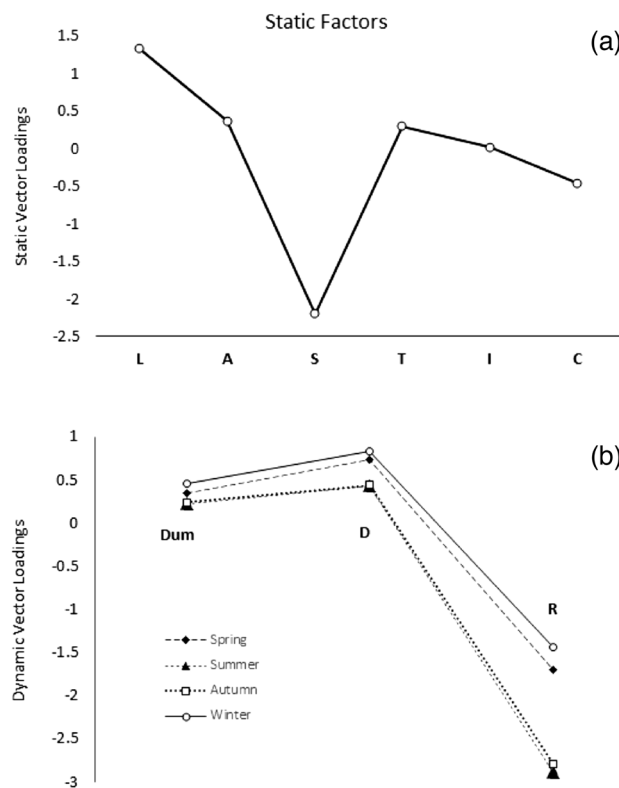 Static Factors
(a)
Static Vector Loadings
1.5
1
0.5
0
-0.5
-1
-1.5
-2
-2.5
L A S T I C
(b)
Dynamic Vector Loadings
1
0.5
0
-0.5
-1
-1.5
-2
-2.5
-3
Dum D R
Spring
Summer
Autumn
Winter